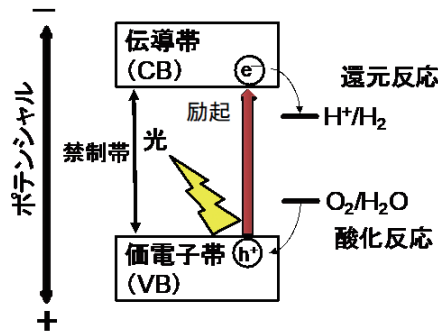 −
ポテンシャル
+
伝導帯
(CB)
e−
還元反応
励起
H+/H2
禁制帯
光
O2/H2O
酸化反応
価電子帯
(VB)
h+